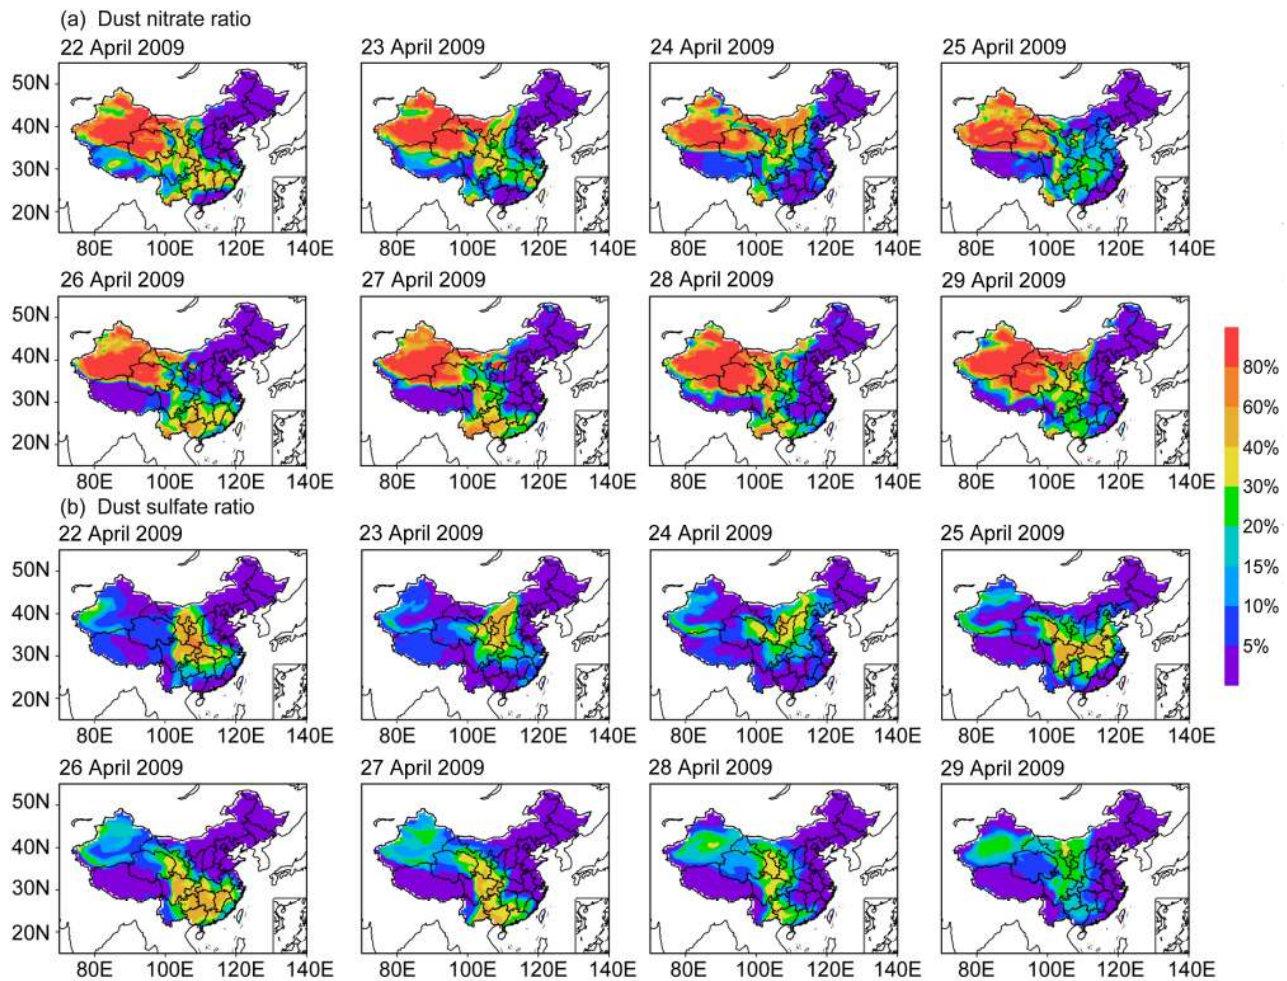 (a) Dust nitrate ratio
22 April 2009 23 April 2009 24 April 2009 25 April 2009
50N
40N
30N
20N
80E 100E 120E 140E 80E 100E 120E 140E 80E 100E 120E 140E 80E 100E 120E 140E
26 April 2009 27 April 2009 28 April 2009 29 April 2009
50N
40N
30N
20N
80E 100E 120E 140E 80E 100E 120E 140E 80E 100E 120E 140E 80E 100E 120E 140E
80%
60%
40%
30%
20%
15%
10%
5%
(b) Dust sulfate ratio
22 April 2009 23 April 2009 24 April 2009 25 April 2009
50N
40N
30N
20N
80E 100E 120E 140E 80E 100E 120E 140E 80E 100E 120E 140E 80E 100E 120E 140E
26 April 2009 27 April 2009 28 April 2009 29 April 2009
50N
40N
30N
20N
80E 100E 120E 140E 80E 100E 120E 140E 80E 100E 120E 140E 80E 100E 120E 140E